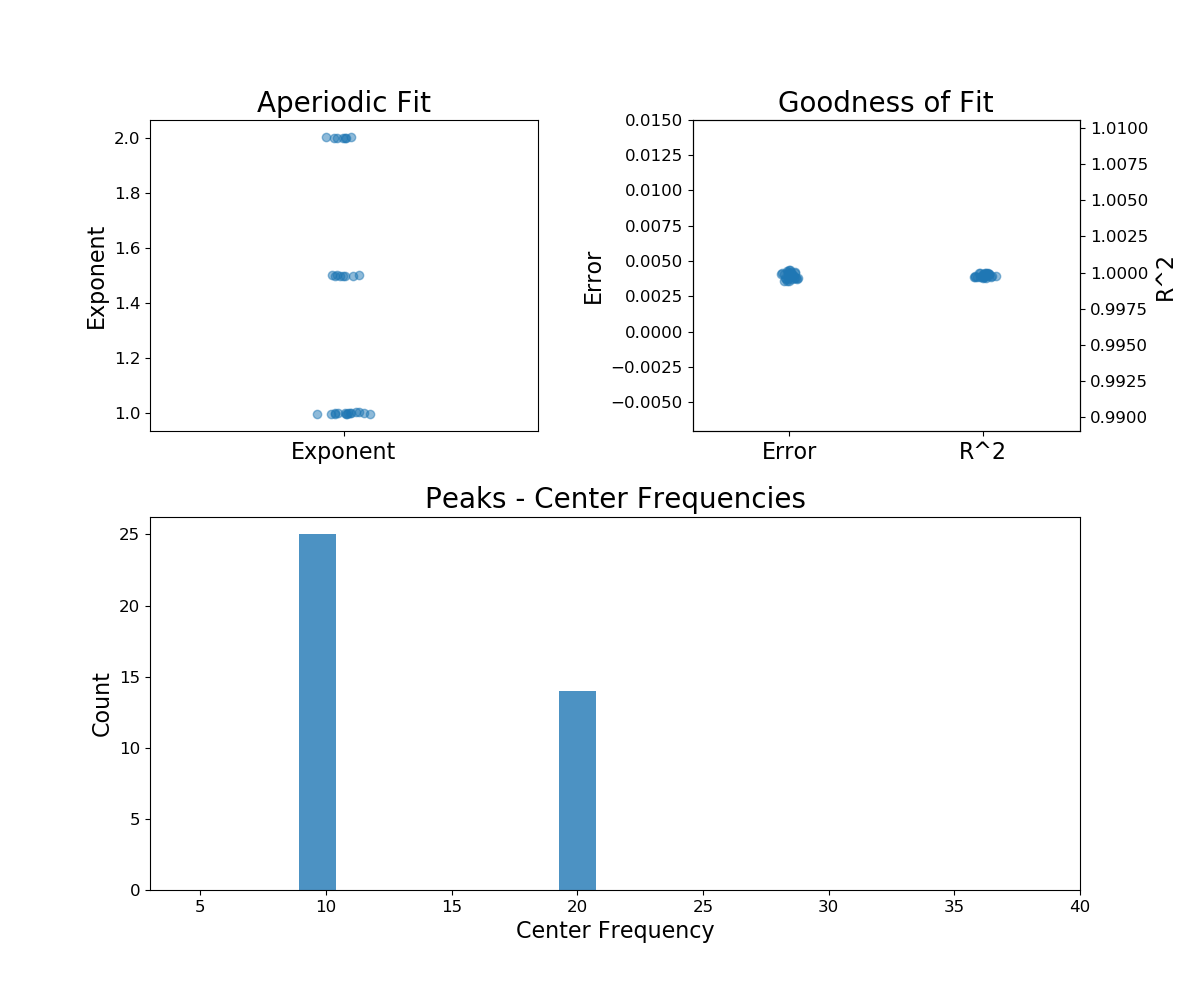 Aperiodic Fit
2.0
1.8
1.6
1.4
1.2
1.0
Exponent
Exponent
Goodness of Fit
0.0150
0.0125
0.0100
0.0075
0.0050
0.0025
0.0000
−0.0025
−0.0050
Error
1.0100
1.0075
1.0050
1.0025
1.0000
0.9975
0.9950
0.9925
0.9900
R^2
Error R^2
Peaks - Center Frequencies
25
20
15
10
5
0
Count
5 10 15 20 25 30 35 40
Center Frequency